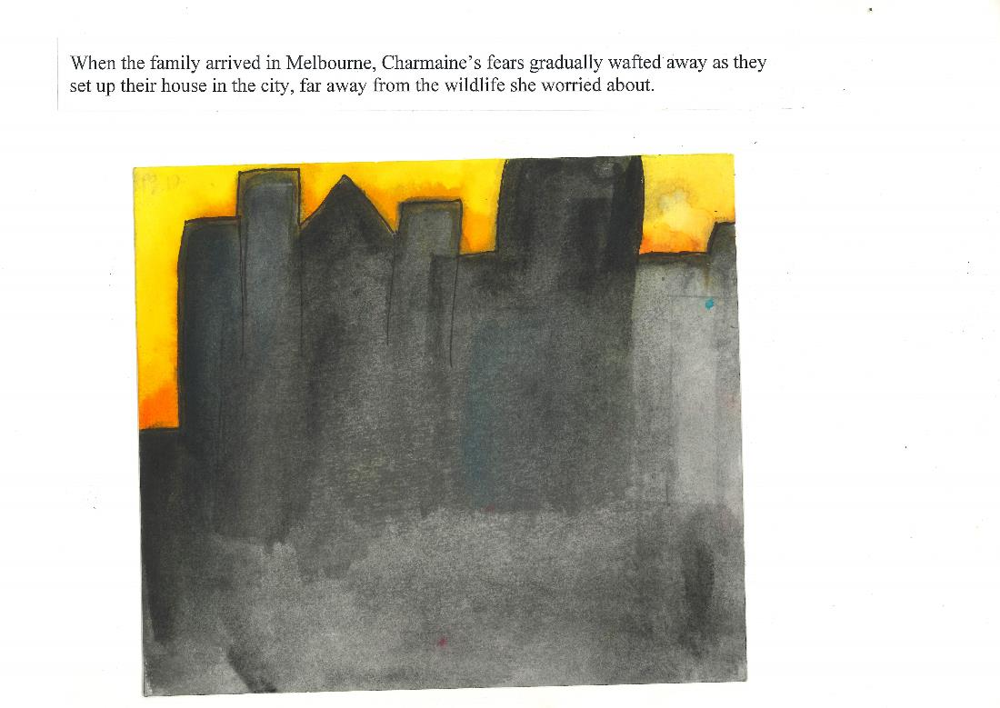 When the family arrived in Melbourne, Charmaine's fears gradually wafted away as they
set up their house in the city, far away from the wildlife she worried about.